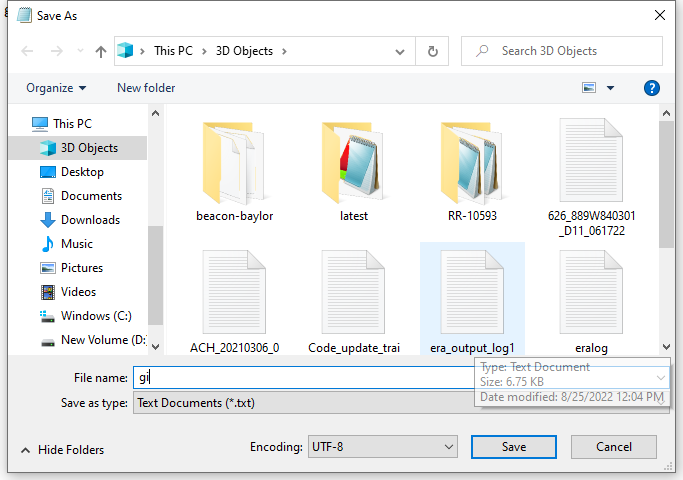 Save As
This PC
3D Objects
Search 3D Objects
Organize
New folder
This PC
3D Objects
Desktop
Documents
Downloads
Music
Pictures
Videos
Windows (C:)
New Volume (D:
beacon-baylor
latest
RR-10593
626_889W840301
_D11_061722
ACH_20210306_0
Code_update_trai
era_output_log1
eralog
Type: Text Document
Size: 6.75 KB
Date modified: 8/25/2022 12:04 PM
File name:
gi
Save as type:
Text Documents (*.txt)
Hide Folders
Encoding:
UTF-8
Save
Cancel